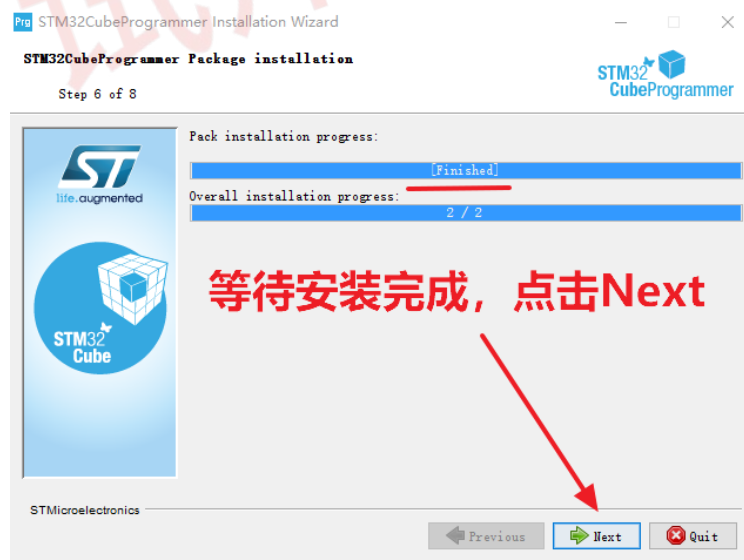 Prg STM32CubeProgrammer Installation Wizard
STM32CubeProgrammer Package installation
Step 6 of 8
STM32
CubeProgrammer
ST
life.augmented
Pack installation progress:
[Finished]
Overall installation progress:
2 / 2
等待安装完成，点击Next
STM32
Cube
STMicroelectronics
Previous
Next
Quit